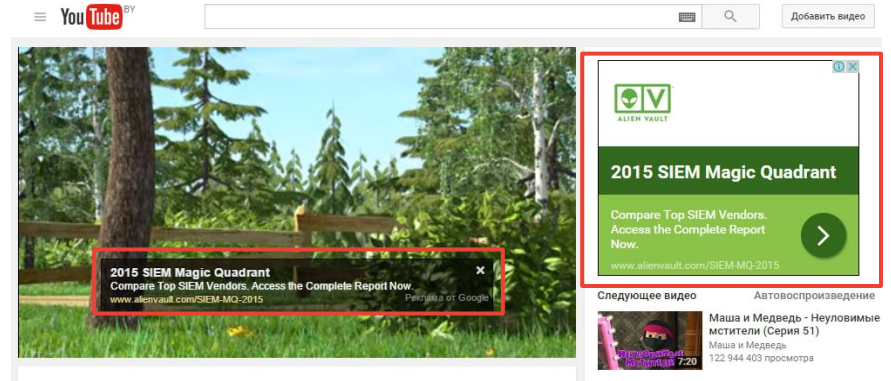 You Tube BY
Добавить видео
ALIEN VAULT
2015 SIEM Magic Quadrant
Compare Top SIEM Vendors.
Access the Complete Report
Now.
www.alienvault.com/SIEM-MQ-2015
2015 SIEM Magic Quadrant
Compare Top SIEM Vendors. Access the Complete Report Now.
www.alienvault.com/SIEM-MQ-2015
Реклама от Google
Следующее видео
Автовоспроизведение
Маша и Медведь - Неуловимые
мстители (Серия 51)
Маша и Медведь
122 944 403 просмотра
7:20